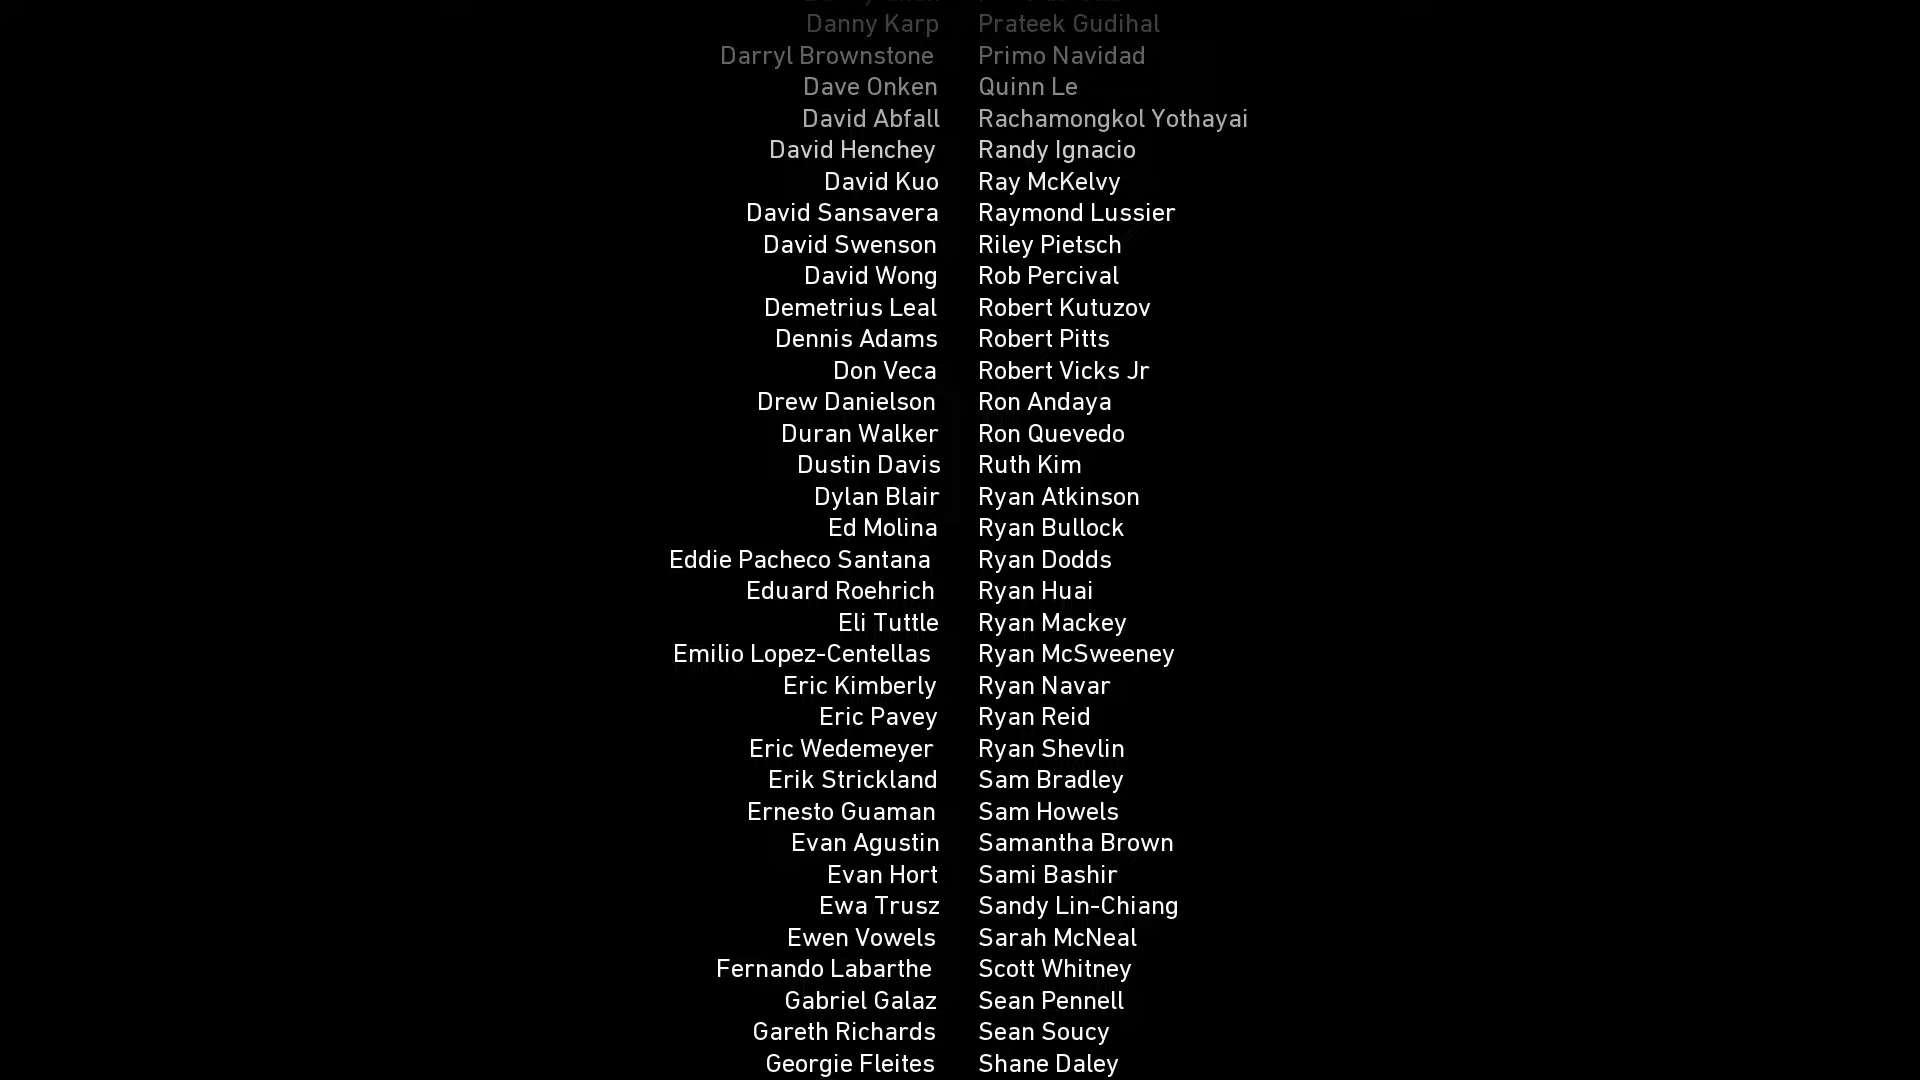 Danny Karp Prateek Gudihal
Darryl Brownstone Primo Navidad
Dave Onken Quinn Le
David Abfall Rachamongkol Yothayai
David Henchey Randy Ignacio
David Kuo Ray McKelvy
David Sansavera Raymond Lussier
David Swenson Riley Pietsch
David Wong Rob Percival
Demetrius Leal Robert Kutuzov
Dennis Adams Robert Pitts
Don Veca Robert Vicks Jr
Drew Danielson Ron Andaya
Duran Walker Ron Quevedo
Dustin Davis Ruth Kim
Dylan Blair Ryan Atkinson
Ed Molina Ryan Bullock
Eddie Pacheco Santana Ryan Dodds
Eduard Roehrich Ryan Huai
Eli Tuttle Ryan Mackey
Emilio Lopez-Centellas Ryan McSweeney
Eric Kimberly Ryan Navar
Eric Pavey Ryan Reid
Eric Wedemeyer Ryan Shevlin
Erik Strickland Sam Bradley
Ernesto Guaman Sam Howels
Evan Agustin Samantha Brown
Evan Hort Sami Bashir
Ewa Trusz Sandy Lin-Chiang
Ewen Vowels Sarah McNeal
Fernando Labarthe Scott Whitney
Gabriel Galaz Sean Pennell
Gareth Richards Sean Soucy
Georgie Fleites Shane Daley